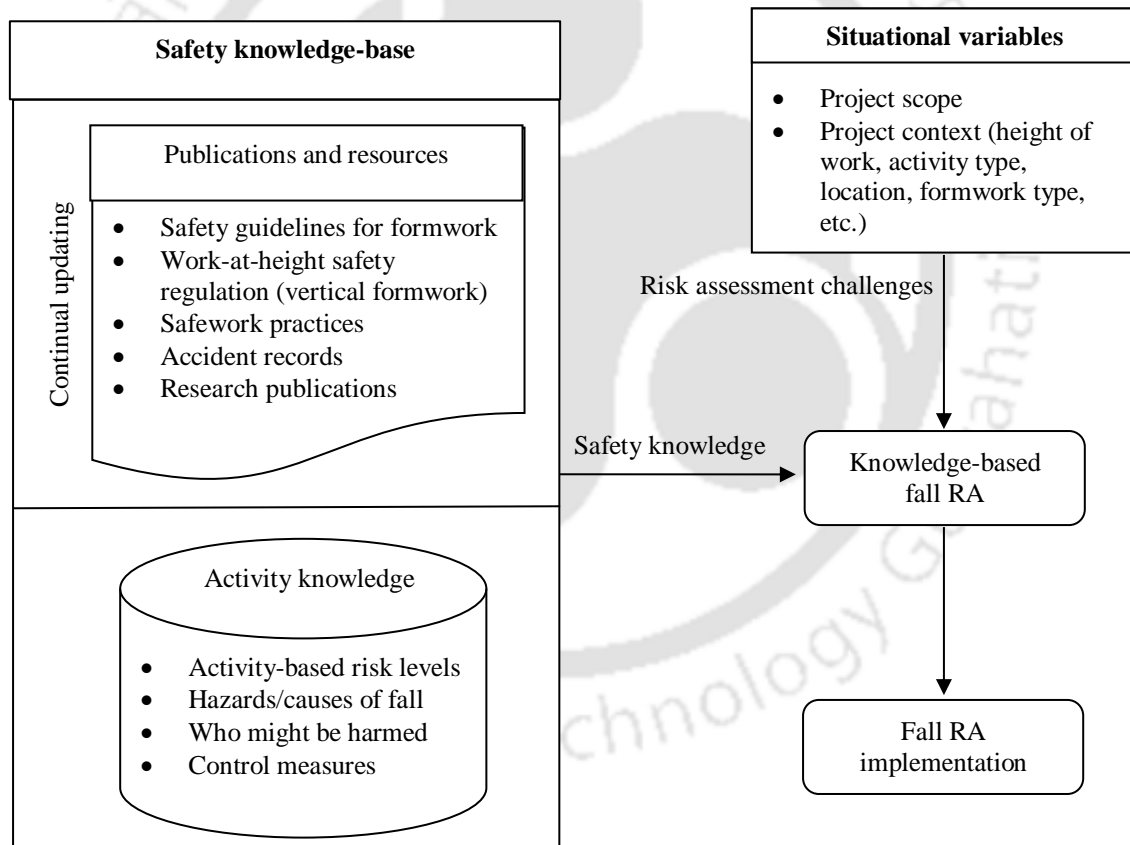 Safety knowledge-base
Continual updating
Publications and resources
• Safety guidelines for formwork
• Work-at-height safety
regulation (vertical formwork)
• Safework practices
• Accident records
• Research publications
Activity knowledge
• Activity-based risk levels
• Hazards/causes of fall
• Who might be harmed
• Control measures
Safety knowledge
Situational variables
• Project scope
• Project context (height of
work, activity type,
location, formwork type,
etc.)
Risk assessment challenges
Knowledge-based
fall RA
Fall RA
implementation